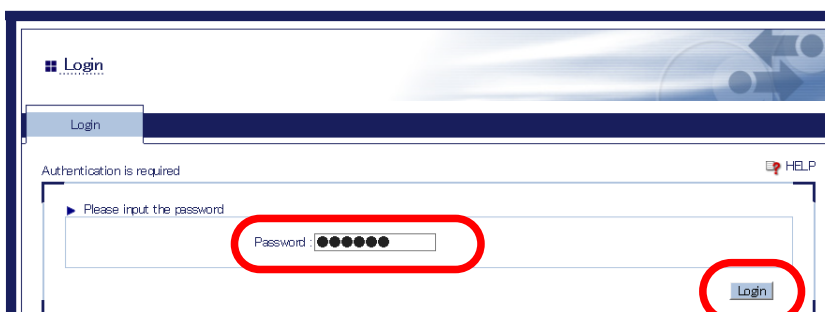 Login
Login
Authentication is required
HELP
Please input the password
Password : ●●●●●●
Login